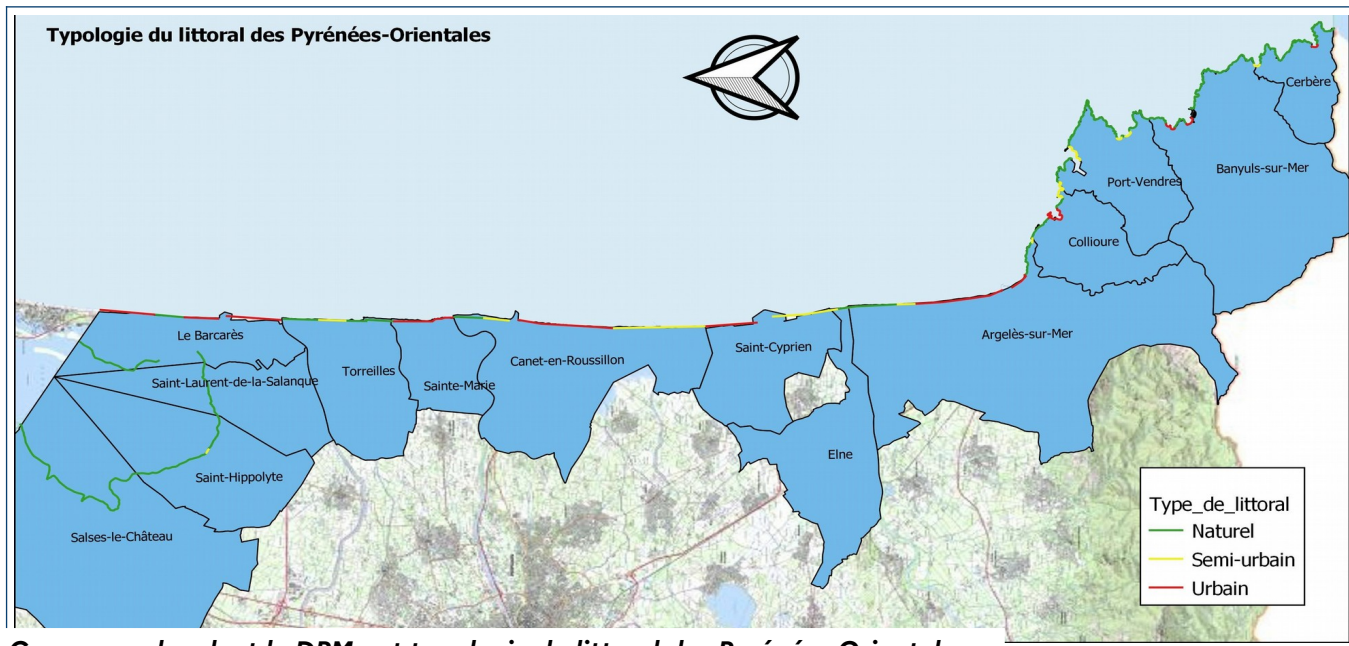 Typologie du littoral des Pyrénées-Orientales
Cerbère
Banyuls-sur-Mer
Port-Vendres
Collioure
Le Barcarès
Argelès-sur-Mer
Saint-Cyprien
Canet-en-Roussillon
Torreilles
Saint-Laurent-de-la-Salanque
Sainte-Marie
Elne
Saint-Hippolyte
Salses-le-Château
Type_de_littoral
Naturel
Semi-urbain
Urbain